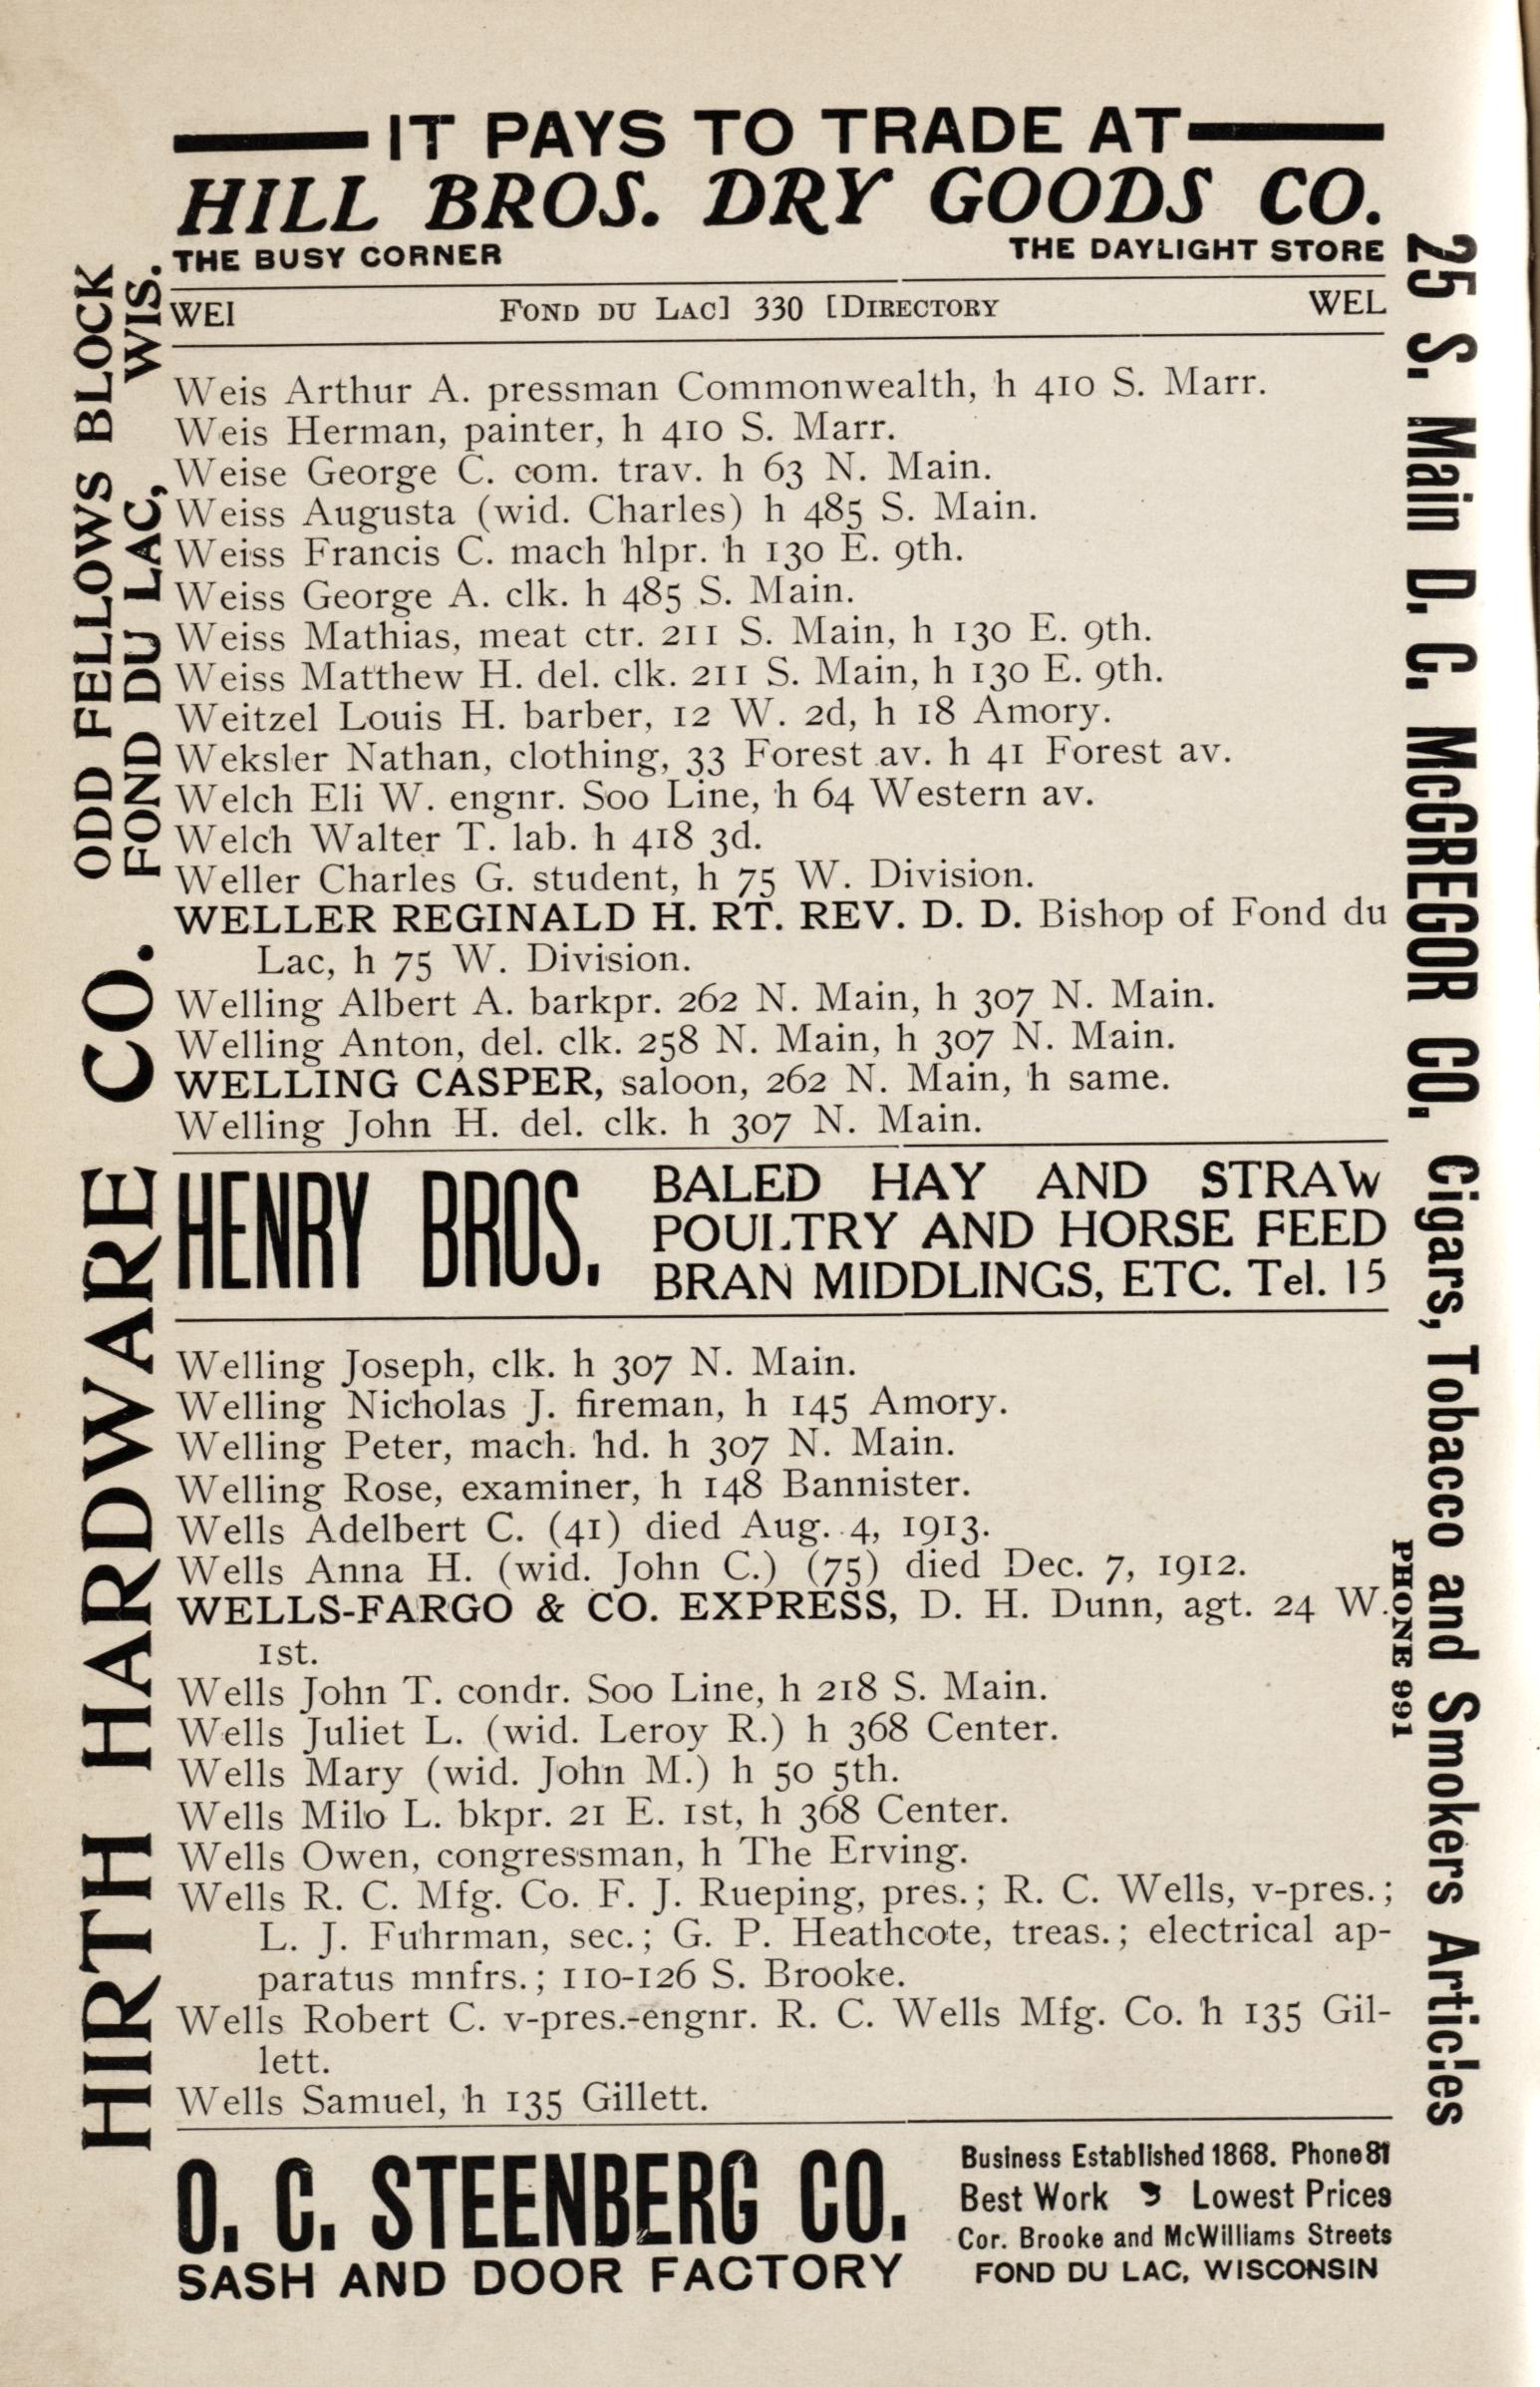 IT PAYS TO TRADE AT
HILL BROS. DRY GOODS CO.
THE BUSY CORNER THE DAYLIGHT STORE
WEI FOND DU LAC] 330 [DIRECTORY WEL
Weis Arthur A. pressman Commonwealth, h 410 S. Marr.
Weis Herman, painter, h 410 S. Marr.
Weise George C. com. trav. h 63 N. Main.
Weiss Augusta (wid. Charles) h 485 S. Main.
Weiss Francis C. mach hlpr. h 130 E. 9th.
Weiss George A. clk. h 485 S. Main.
Weiss Mathias, meat ctr. 211 S. Main, h 130 E. 9th.
Weiss Matthew H. del. clk. 211 S. Main, h 130 E. 9th.
Weitzel Louis H. barber, 12 W. 2d, h 18 Amory.
Weksler Nathan, clothing, 33 Forest av. h 41 Forest av.
Welch Eli W. engnr. Soo Line, h 64 Western av.
Welch Walter T. lab. h 418 3d.
Weller Charles G. student, h 75 W. Division.
WELLER REGINALD H. RT. REV. D. D. Bishop of Fond du
Lac, h 75 W. Division.
Welling Albert A. barkpr. 262 N. Main, h 307 N. Main.
Welling Anton, del. clk. 258 N. Main, h 307 N. Main.
WELLING CASPER, saloon, 262 N. Main, h same.
Welling John H. del. clk. h 307 N. Main.
HENRY BROS.
BALED HAY AND STRAW
POULTRY AND HORSE FEED
BRAN MIDDLINGS, ETC. Tel. 15
Welling Joseph, clk. h 307 N. Main.
Welling Nicholas J. fireman, h 145 Amory.
Welling Peter, mach. hd. h 307 N. Main.
Welling Rose, examiner, h 148 Bannister.
Wells Adelbert C. (41) died Aug. 4, 1913.
Wells Anna H. (wid. John C.) (75) died Dec. 7, 1912.
WELLS-FARGO & CO. EXPRESS, D. H. Dunn, agt. 24 W.
1st.
Wells John T. condr. Soo Line, h 218 S. Main.
Wells Juliet L. (wid. Leroy R.) h 368 Center.
Wells Mary (wid. John M.) h 50 5th.
Wells Milo L. bkpr. 21 E. 1st, h 368 Center.
Wells Owen, congressman, h The Erving.
Wells R. C. Mfg. Co. F. J. Rueping, pres.; R. C. Wells, v-pres.;
L. J. Fuhrman, sec.; G. P. Heathcote, treas.; electrical ap-
paratus mnfrs.; 110-126 S. Brooke.
Wells Robert C. v-pres.-engnr. R. C. Wells Mfg. Co. h 135 Gil-
lett.
Wells Samuel, h 135 Gillett.
O. C. STEENBERG CO.
SASH AND DOOR FACTORY
Business Established 1868. Phone 81
Best Work Lowest Prices
Cor. Brooke and McWilliams Streets
FOND DU LAC, WISCONSIN
HIRTH HARDWARE CO.
ODD FELLOWS BLOCK
FOND DU LAC, WIS.
25 S. Main D. C. McGREGOR CO. Cigars, Tobacco and Smokers Articles
PHONE 991